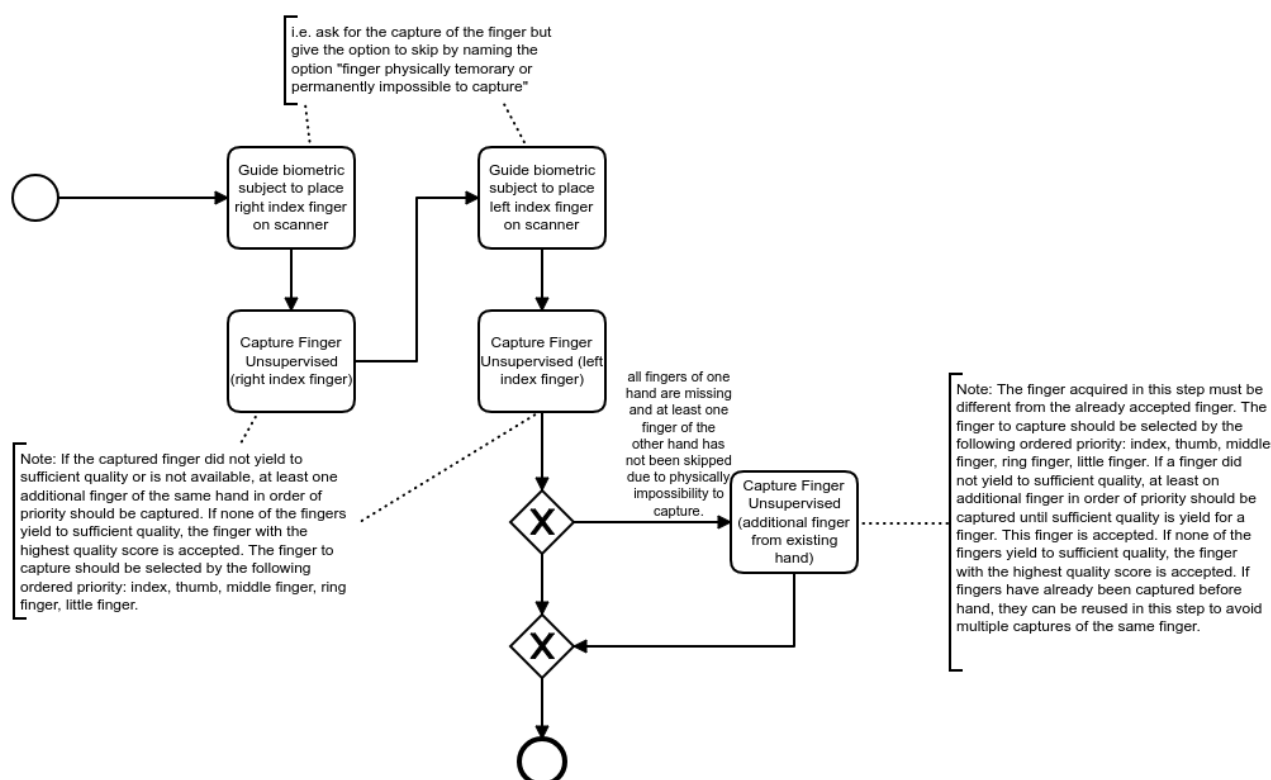 i.e. ask for the capture of the finger but
give the option to skip by naming the
option "finger physically temorary or
permanently impossible to capture"
Guide biometric
subject to place
right index finger
on scanner
Guide biometric
subject to place
left index finger
on scanner
Capture Finger
Unsupervised
(right index finger)
Capture Finger
Unsupervised (left
index finger)
all fingers of one
hand are missing
and at least one
finger of the
other hand has
not been skipped
due to physically
impossibility to
capture.
Note: If the captured finger did not yield to
sufficient quality or is not available, at least one
additional finger of the same hand in order of
priority should be captured. If none of the fingers
yield to sufficient quality, the finger with the
highest quality score is accepted. The finger to
capture should be selected by the following
ordered priority: index, thumb, middle finger, ring
finger, little finger.
Capture Finger
Unsupervised
(additional finger
from existing
hand)
Note: The finger acquired in this step must be
different from the already accepted finger. The
finger to capture should be selected by the
following ordered priority: index, thumb, middle
finger, ring finger, little finger. If a finger did
not yield to sufficient quality, at least on
additional finger in order of priority should be
captured until sufficient quality is yield for a
finger. This finger is accepted. If none of the
fingers yield to sufficient quality, the finger
with the highest quality score is accepted. If
fingers have already been captured before
hand, they can be reused in this step to avoid
multiple captures of the same finger.
X
X